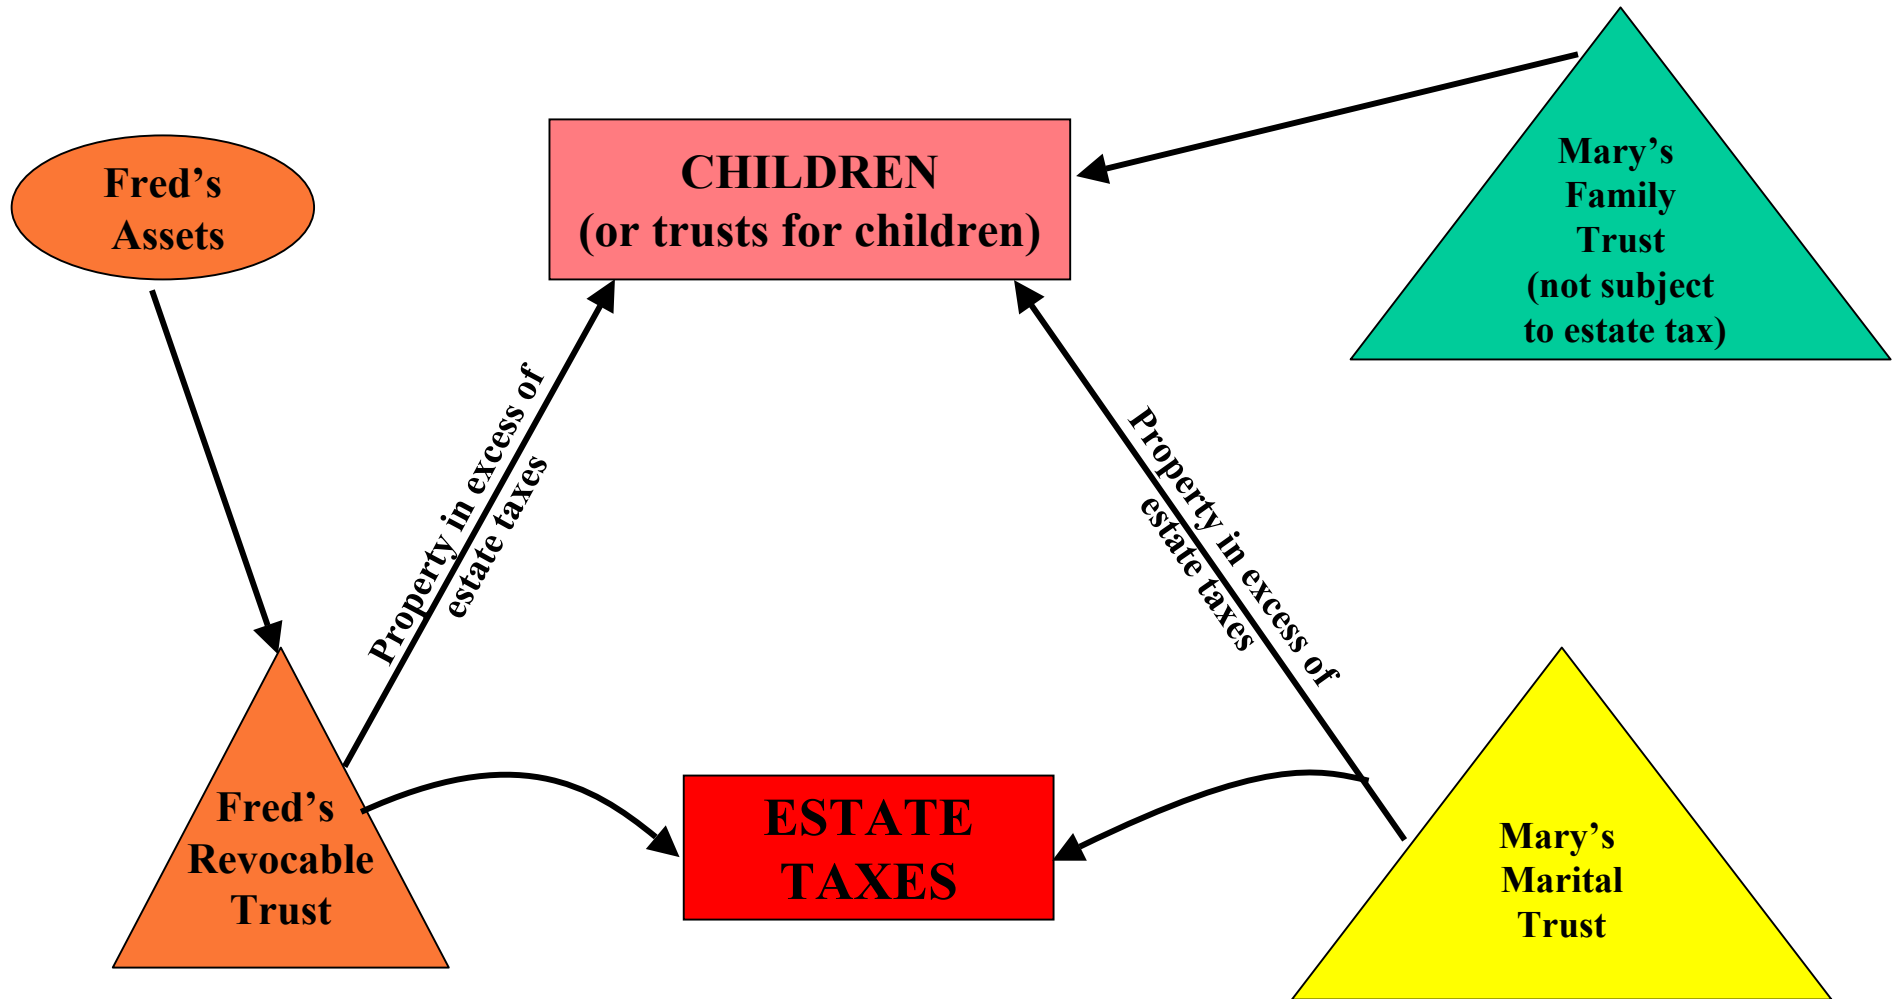 Fred’s
Assets
CHILDREN
(or trusts for children)
Mary’s
Family
Trust
(not subject
to estate tax)
Property in excess of
estate taxes
Property in excess of
estate taxes
Fred’s
Revocable
Trust
ESTATE
TAXES
Mary’s
Marital
Trust